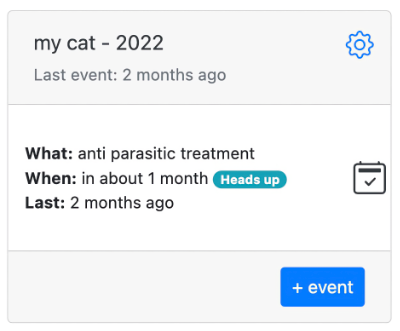 my cat - 2022
Last event: 2 months ago
What: anti parasitic treatment
When: in about 1 month Heads up
Last: 2 months ago
+ event